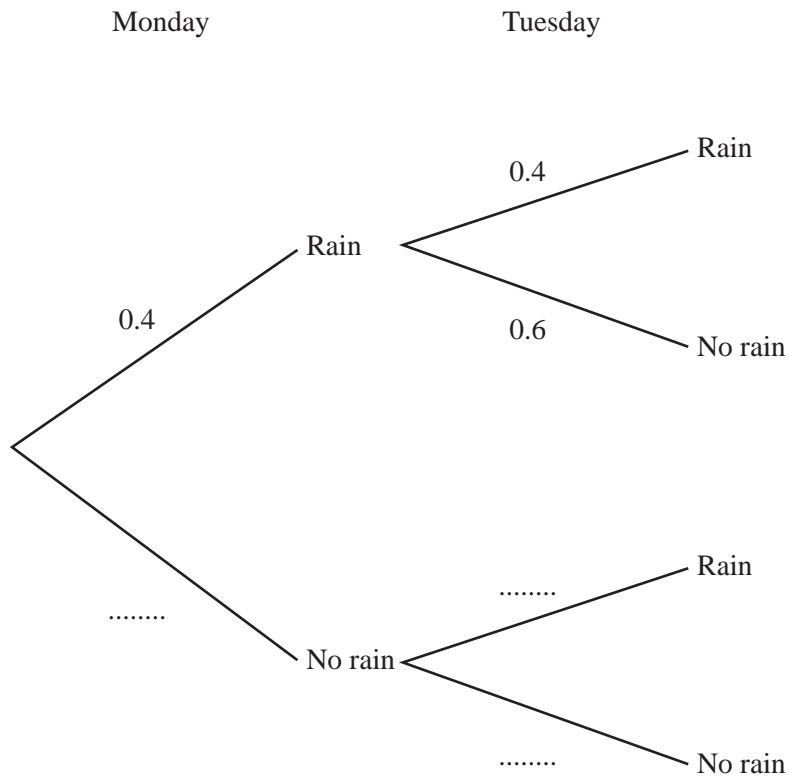 Monday Tuesday
Rain
0.4
Rain
0.4
0.6
No rain
Rain
........
........
No rain
........
No rain